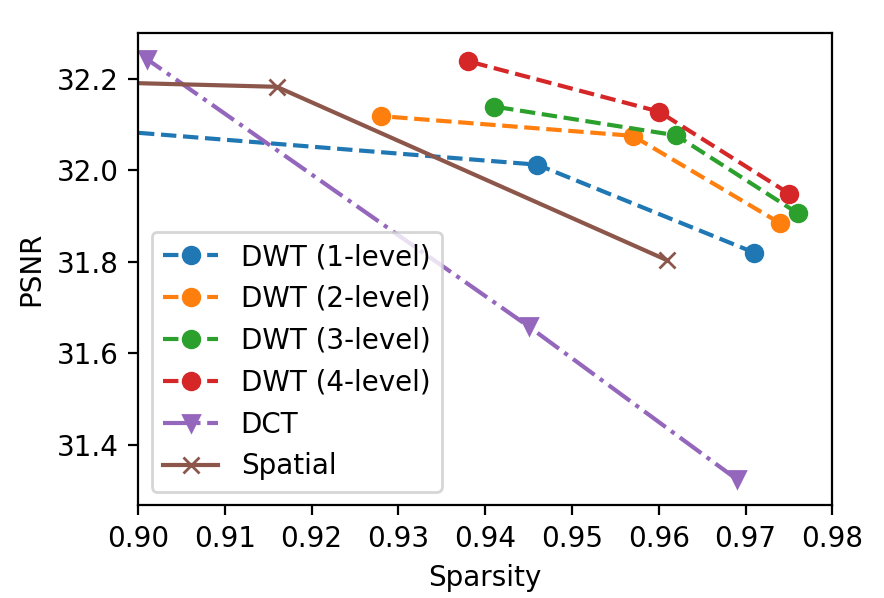 32.2
32.0
31.8
31.6
31.4
PSNR
DWT (1-level)
DWT (2-level)
DWT (3-level)
DWT (4-level)
DCT
Spatial
0.90 0.91 0.92 0.93 0.94 0.95 0.96 0.97 0.98
Sparsity